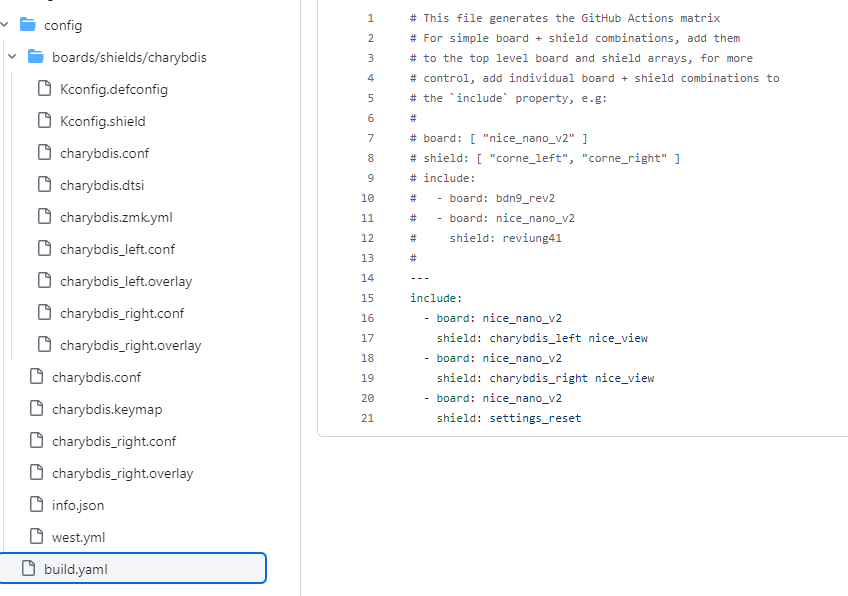 config
boards/shields/charybdis
Kconfig.defconfig
Kconfig.shield
charybdis.conf
charybdis.dtsi
charybdis.zmk.yml
charybdis_left.conf
charybdis_left.overlay
charybdis_right.conf
charybdis_right.overlay
charybdis.conf
charybdis.keymap
charybdis_right.conf
charybdis_right.overlay
info.json
west.yml
build.yaml
1 # This file generates the GitHub Actions matrix
2 # For simple board + shield combinations, add them
3 # to the top level board and shield arrays, for more
4 # control, add individual board + shield combinations to
5 # the `include` property, e.g:
6 #
7 # board: [ "nice_nano_v2" ]
8 # shield: [ "corne_left", "corne_right" ]
9 # include:
10 #   - board: bdn9_rev2
11 #   - board: nice_nano_v2
12 #     shield: reviung41
13 #
14 ---
15 include:
16   - board: nice_nano_v2
17     shield: charybdis_left nice_view
18   - board: nice_nano_v2
19     shield: charybdis_right nice_view
20   - board: nice_nano_v2
21     shield: settings_reset